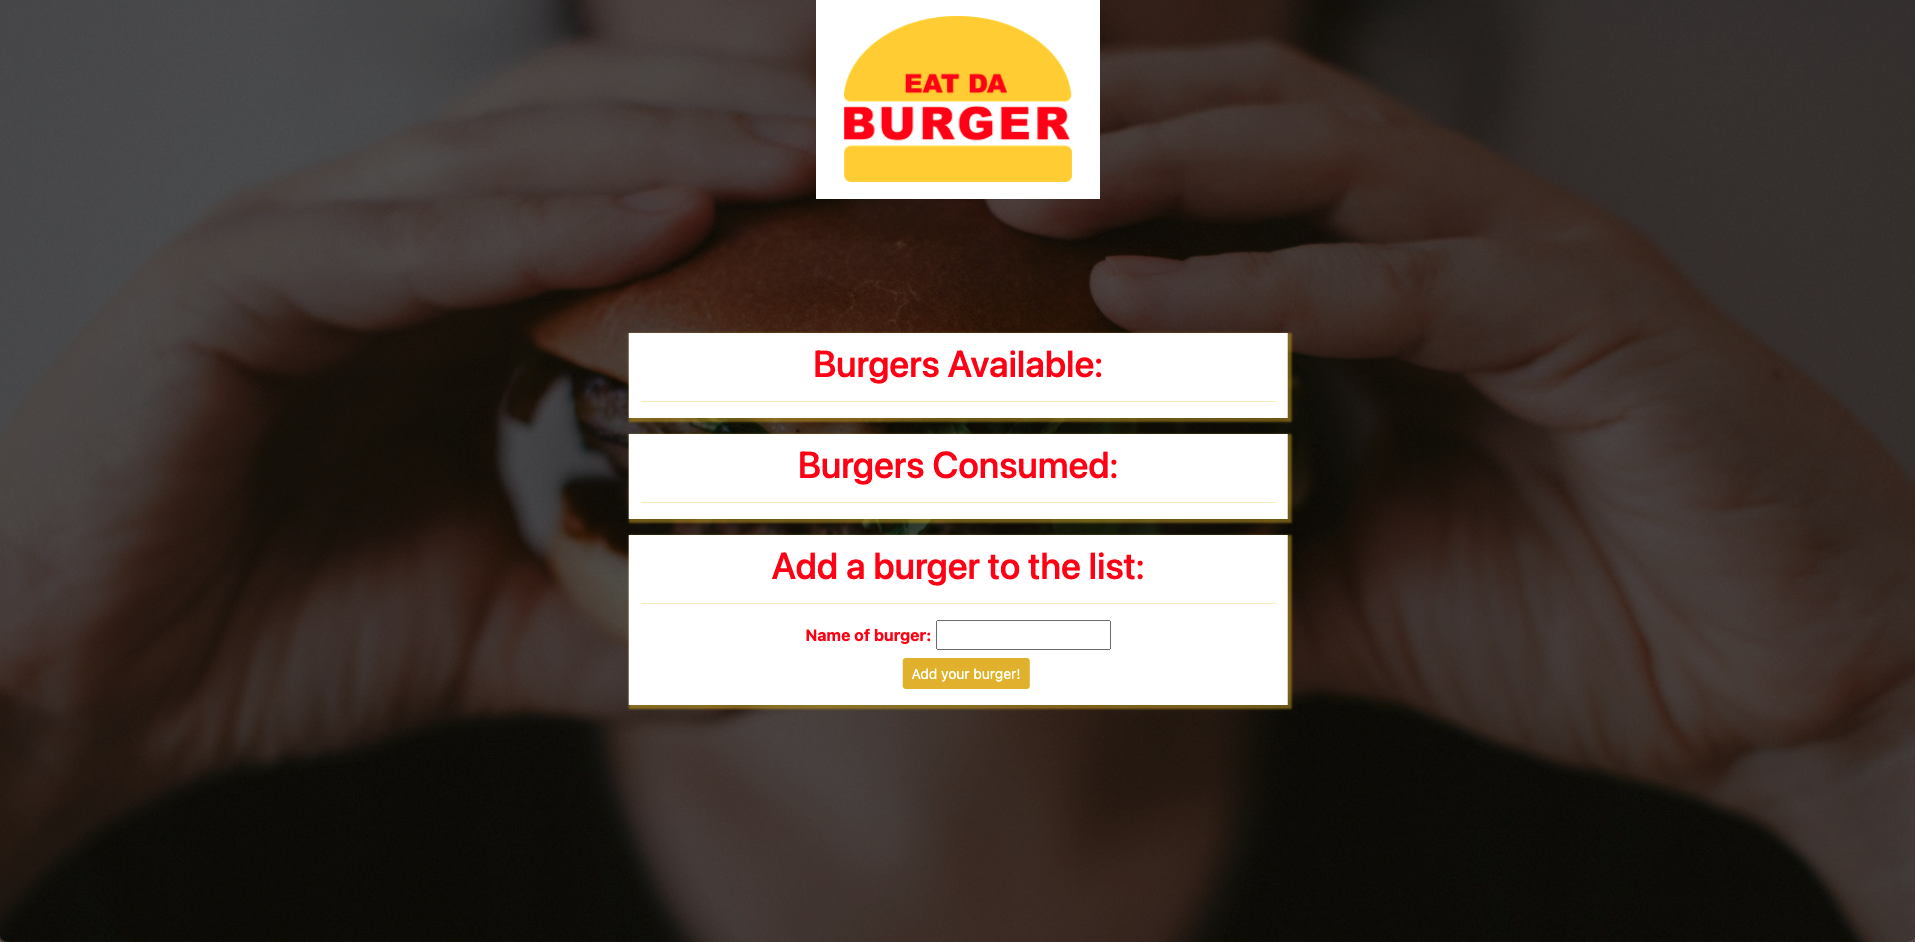 EAT DA
BURGER
Burgers Available:
Burgers Consumed:
Add a burger to the list:
Name of burger:
Add your burger!